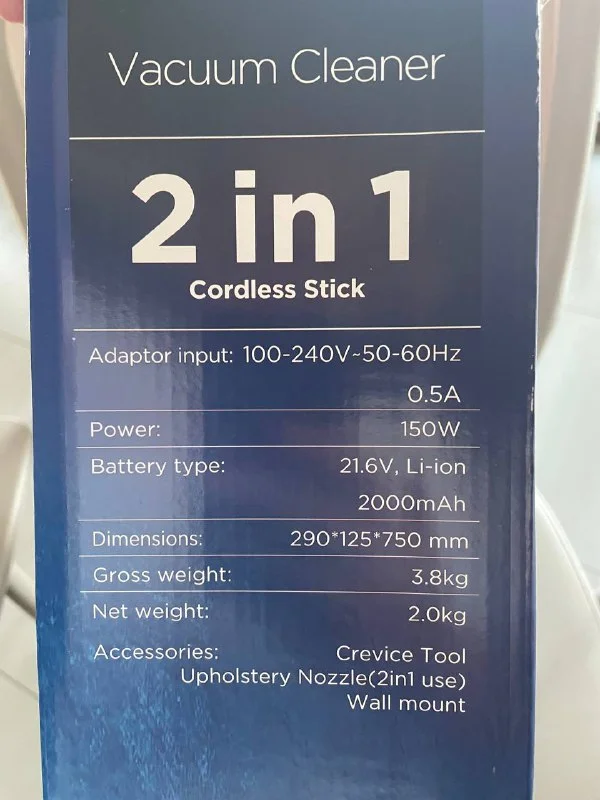 Vacuum Cleaner
2 in 1
Cordless Stick
Adaptor input: 100-240V~50-60Hz
0.5A
Power: 150W
Battery type: 21.6V, Li-ion
2000mAh
Dimensions: 290*125*750 mm
Gross weight: 3.8kg
Net weight: 2.0kg
Accessories: Crevice Tool
Upholstery Nozzle(2in1 use)
Wall mount